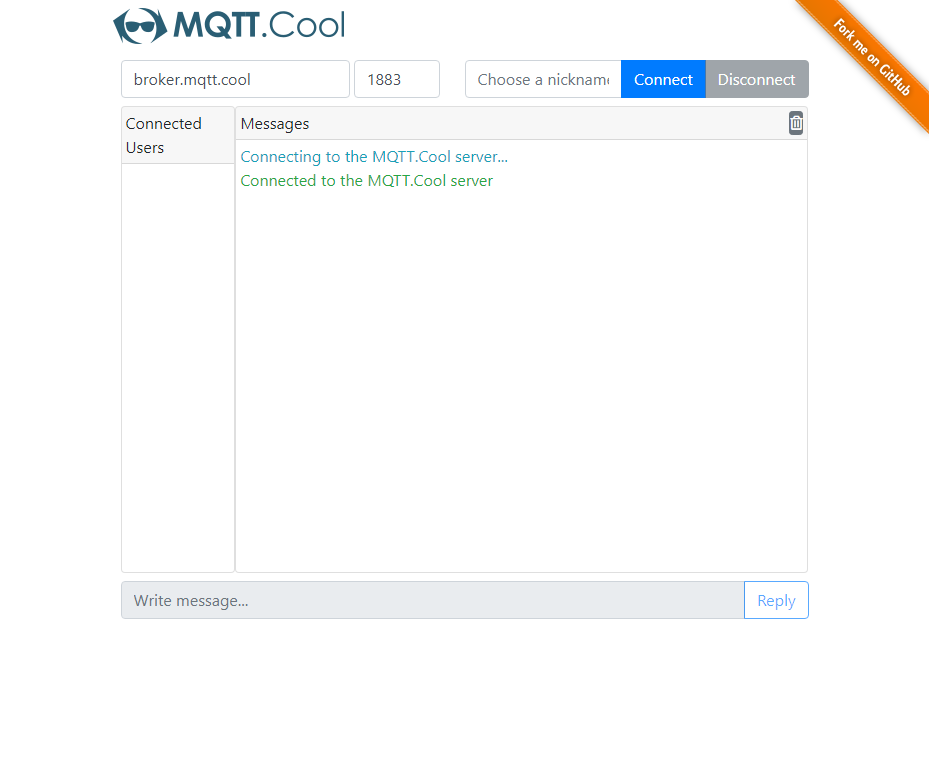 MQTT.Cool
Fork me on GitHub
broker.mqtt.cool
1883
Choose a nickname
Connect
Disconnect
Connected
Users
Messages
Connecting to the MQTT.Cool server...
Connected to the MQTT.Cool server
Write message...
Reply